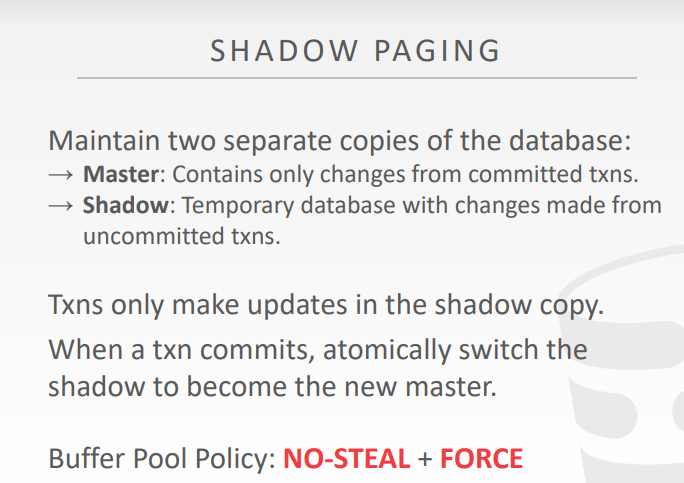 SHADOW PAGING
Maintain two separate copies of the database:
→ Master: Contains only changes from committed txns.
→ Shadow: Temporary database with changes made from
uncommitted txns.
Txns only make updates in the shadow copy.
When a txn commits, atomically switch the
shadow to become the new master.
Buffer Pool Policy: NO-STEAL + FORCE